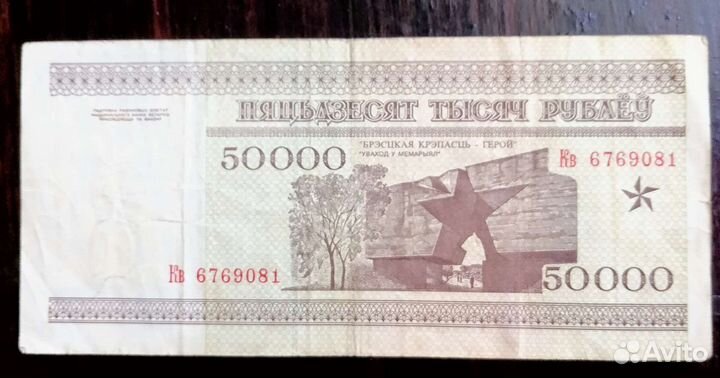 ПЯЦЬДЗЕСЯТ ТЫСЯЧ РУБЛЁЎ
"БРЭСЦКАЯ КРЭПАСЦЬ - ГЕРОЙ"
"УВАХОД У МЕМАРЫЯЛ"
50000
Кв 6769081
Кв 6769081
50000
Avito